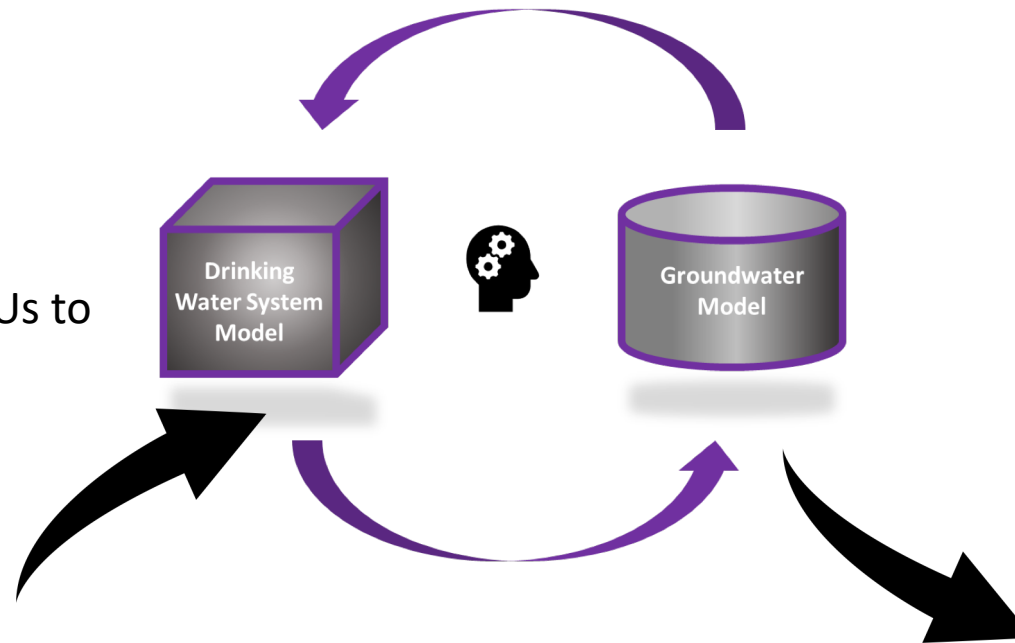 Drinking
Water System
Model
Groundwater
Model
Us to